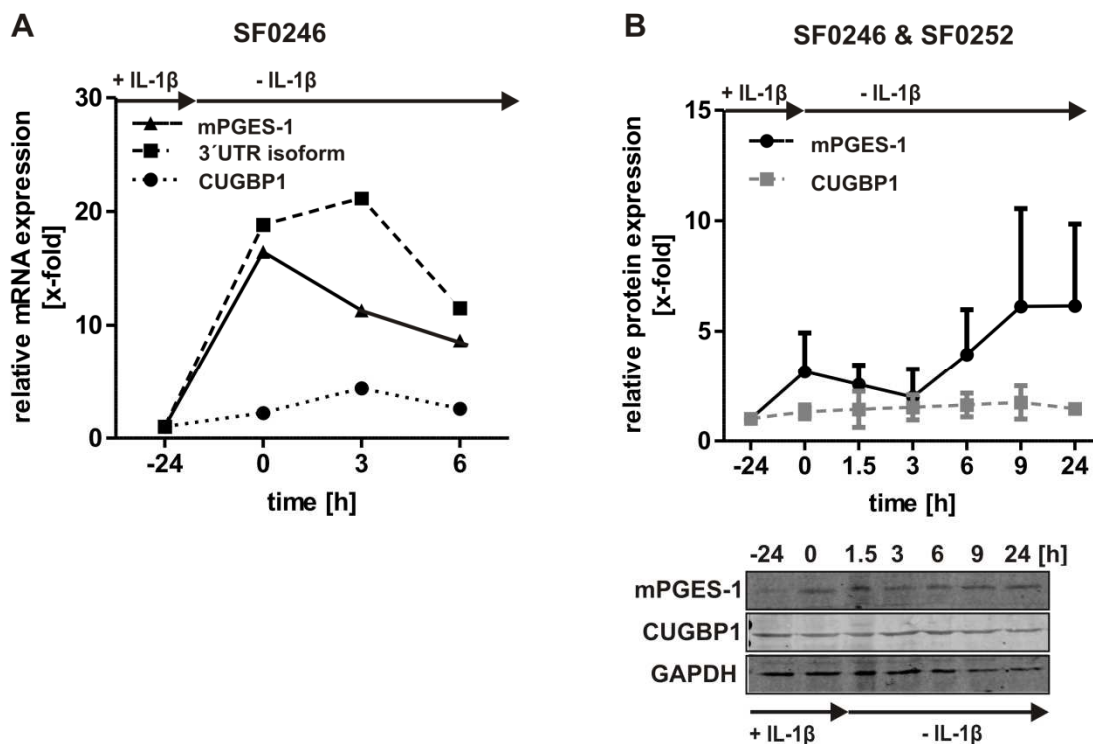 A
SF0246
+ IL-1β
- IL-1β
30
20
10
0
relative mRNA expression
[x-fold]
mPGES-1
3´UTR isoform
CUGBP1
-24 0 3 6
time [h]
B
SF0246 & SF0252
+ IL-1β
- IL-1β
15
10
5
0
relative protein expression
[x-fold]
mPGES-1
CUGBP1
-24 0 1.5 3 6 9 24
time [h]
-24 0 1.5 3 6 9 24 [h]
mPGES-1
CUGBP1
GAPDH
+ IL-1β
- IL-1β